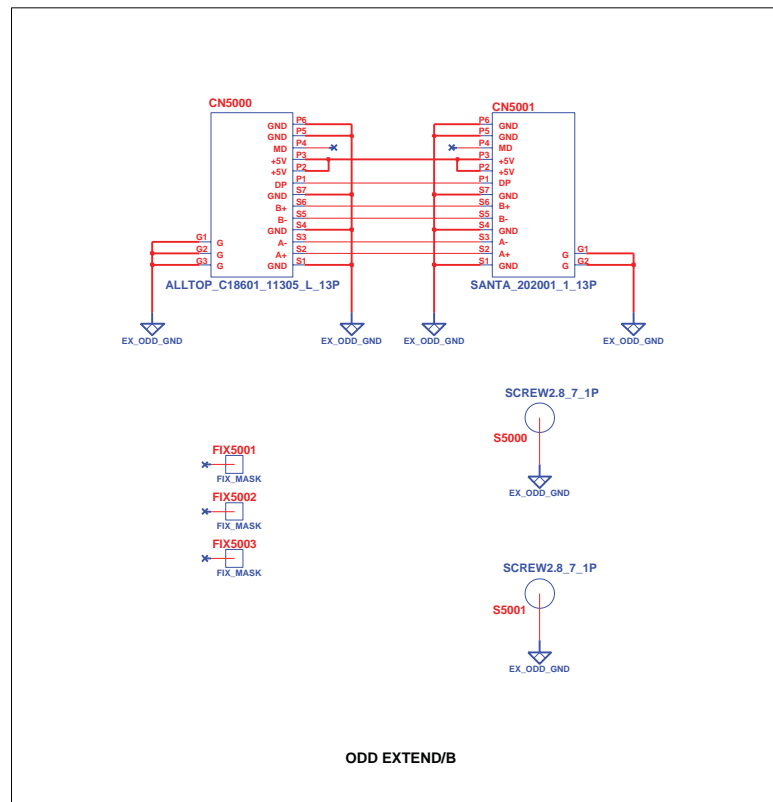 CN5000 CN5001
GND P6 P6 GND
GND P5 P5 GND
MD P4 P4 MD
+5V P3 P3 +5V
+5V P2 P2 +5V
DP P1 P1 DP
GND S7 S7 GND
B+ S6 S6 B+
B- S5 S5 B-
GND S4 S4 GND
G1 G A- S3 S3 A- G G1
G2 G A+ S2 S2 A+ G G2
G3 G GND S1 S1 GND
ALLTOP_C18601_11305_L_13P SANTA_202001_1_13P
EX_ODD_GND EX_ODD_GND EX_ODD_GND EX_ODD_GND
SCREW2.8_7_1P
S5000
EX_ODD_GND
FIX5001
FIX_MASK
FIX5002
FIX_MASK
FIX5003
FIX_MASK
SCREW2.8_7_1P
S5001
EX_ODD_GND
ODD EXTEND/B